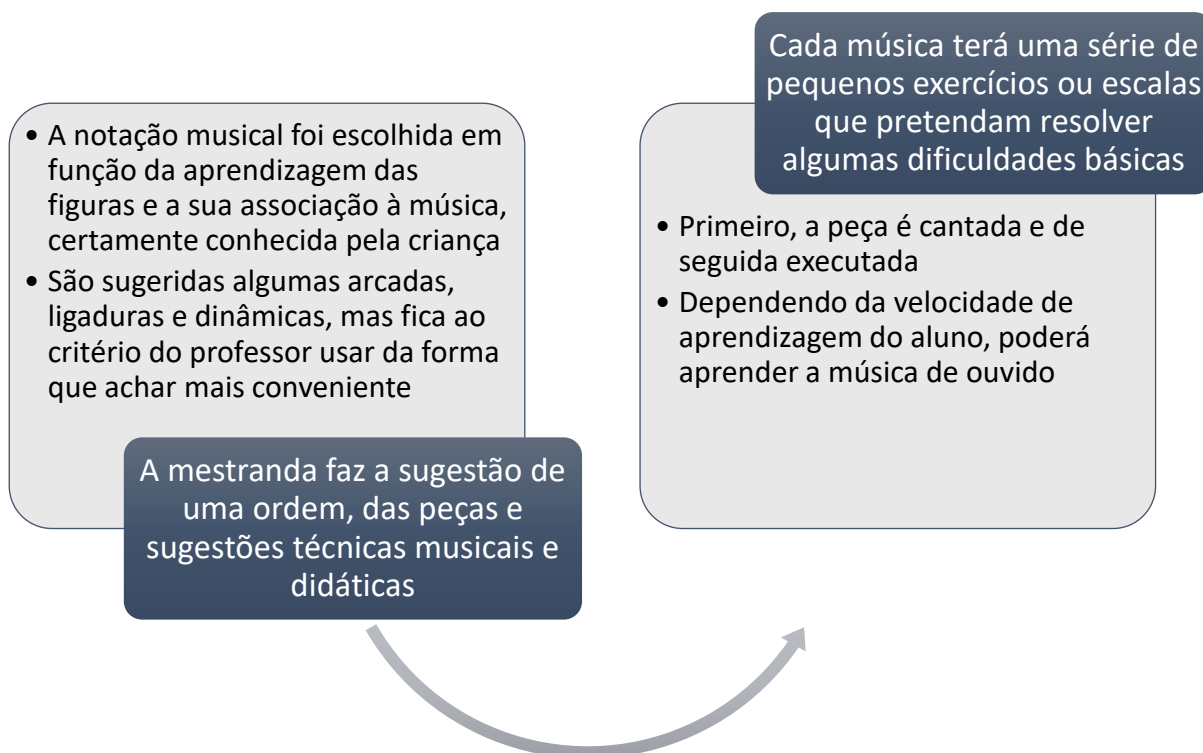 • A notação musical foi escolhida em
função da aprendizagem das
figuras e a sua associação à música,
certamente conhecida pela criança
• São sugeridas algumas arcadas,
ligaduras e dinâmicas, mas fica ao
critério do professor usar da forma
que achar mais conveniente
A mestranda faz a sugestão de
uma ordem, das peças e
sugestões técnicas musicais e
didáticas
Cada música terá uma série de
pequenos exercícios ou escalas
que pretendam resolver
algumas dificuldades básicas
• Primeiro, a peça é cantada e de
seguida executada
• Dependendo da velocidade de
aprendizagem do aluno, poderá
aprender a música de ouvido